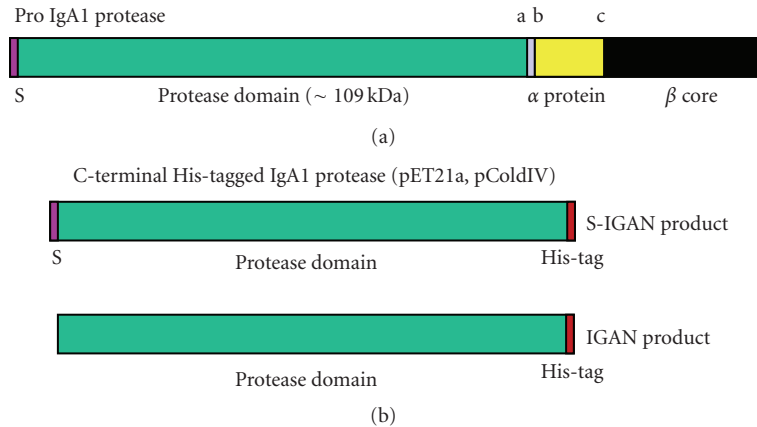 Pro IgA1 protease
a b c
S Protease domain (~ 109 kDa) α protein β core
(a)
C-terminal His-tagged IgA1 protease (pET21a, pColdIV)
S-IGAN product
S Protease domain His-tag
IGAN product
Protease domain His-tag
(b)